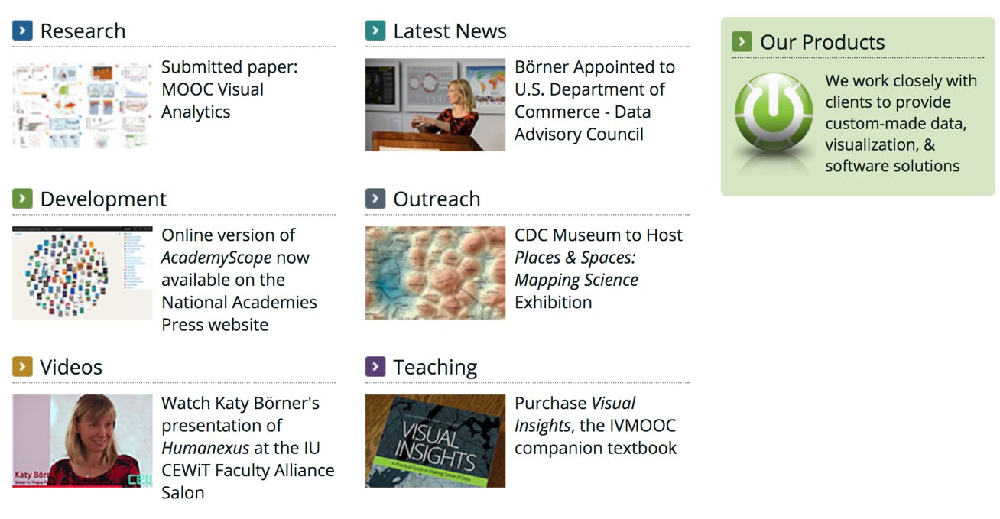 Research
Submitted paper:
MOOC Visual
Analytics
Latest News
Börner Appointed to
U.S. Department of
Commerce - Data
Advisory Council
Our Products
We work closely with
clients to provide
custom-made data,
visualization, &
software solutions
Development
Online version of
AcademyScope now
available on the
National Academies
Press website
Outreach
CDC Museum to Host
Places & Spaces:
Mapping Science
Exhibition
Videos
Katy Börn
Watch Katy Börner's
presentation of
Humanexus at the IU
CEWiT Faculty Alliance
Salon
Teaching
VISUAL
INSIGHTS
A Practical Guide to Making Sense of Data
Purchase Visual
Insights, the IVMOOC
companion textbook